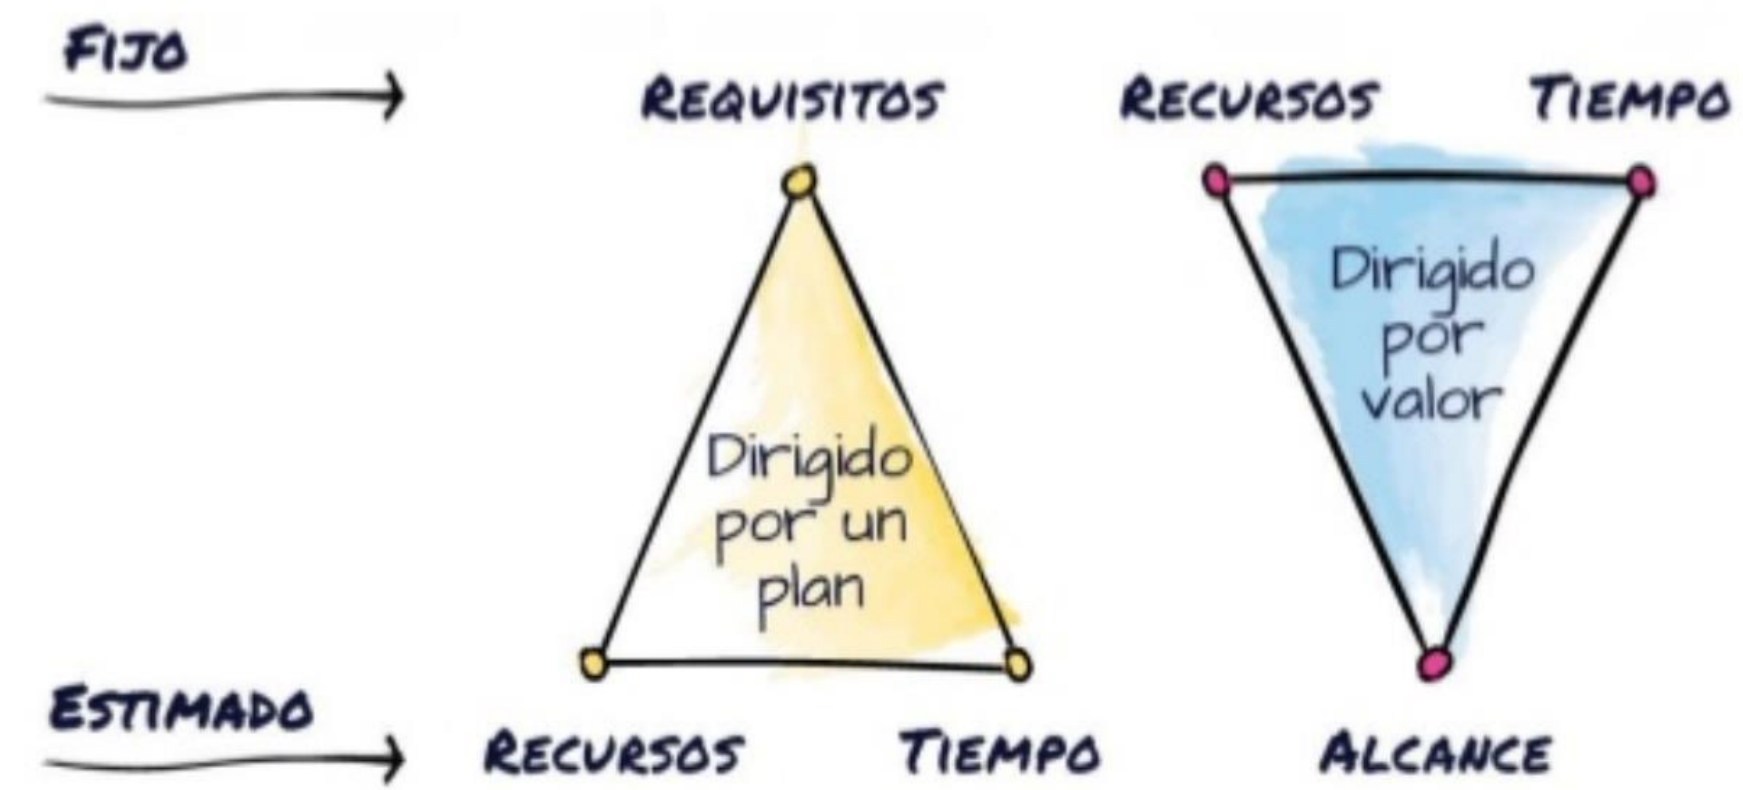 FIJO
REQUISITOS
RECURSOS
TIEMPO
Dirigido
por un
plan
Dirigido
por
valor
ESTIMADO
RECURSOS
TIEMPO
ALCANCE